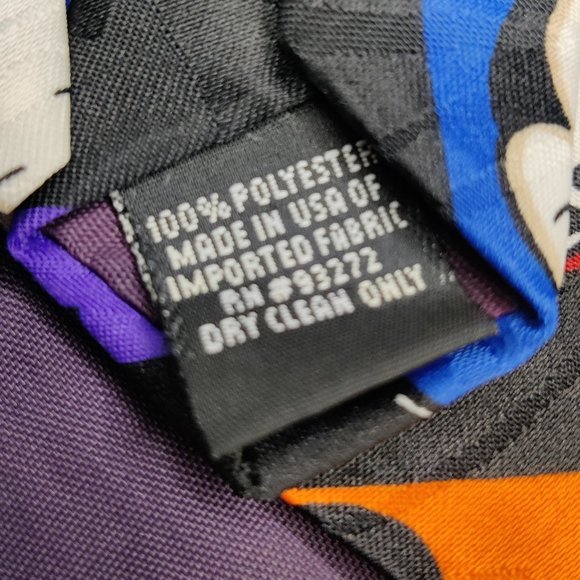 100% POLYESTER
MADE IN USA OF
IMPORTED FABRIC
RN #93272
DRY CLEAN ONLY